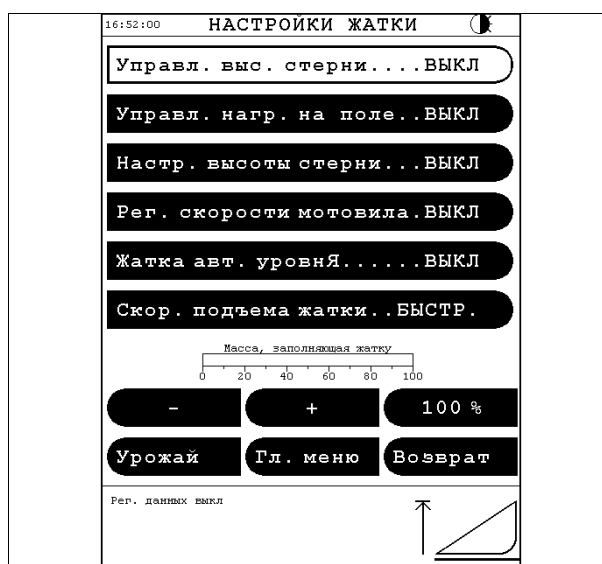 16:52:00 НАСТРОЙКИ ЖАТКИ
Управл. выс. стерни....ВЫКЛ
Управл. нагр. на поле..ВЫКЛ
Настр. высоты стерни...ВЫКЛ
Рег. скорости мотовила.ВЫКЛ
Жатка авт. уровнЯ......ВЫКЛ
Скор. подъема жатки..БЫСТР.
Масса, заполняющая жатку
0 20 40 60 80 100
- + 100 %
Урожай Гл. меню Возврат
Рег. данных выкл